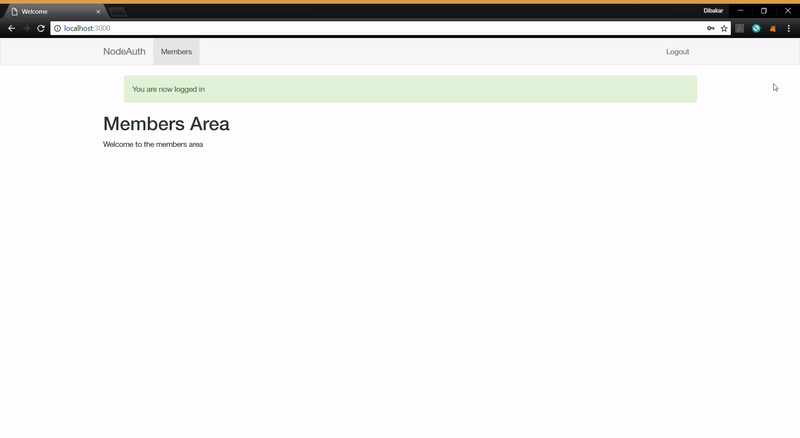 Welcome
Dibakar
localhost:3000
NodeAuth Members Logout
You are now logged in
Members Area
Welcome to the members area